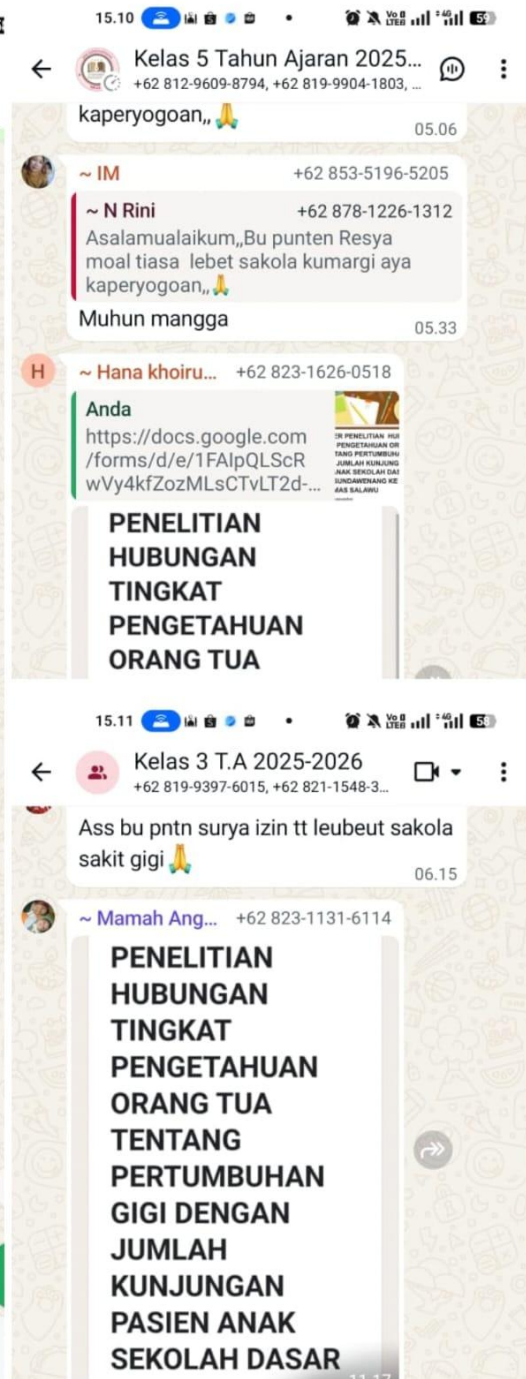 15.10
59
Kelas 5 Tahun Ajaran 2025...
+62 812-9609-8794, +62 819-9904-1803, ...
kaperyogoan,,🙏
05.06
~ IM +62 853-5196-5205
~ N Rini +62 878-1226-1312
Asalamualaikum,,Bu punten Resya
moal tiasa lebet sakola kumargi aya
kaperyogoan,,🙏
Muhun mangga
05.33
H
~ Hana khoiru... +62 823-1626-0518
Anda
https://docs.google.com
/forms/d/e/1FAIpQLScR
wVy4kfZozMLsCTvLT2d-...
PENELITIAN
HUBUNGAN
TINGKAT
PENGETAHUAN
ORANG TUA
15.11
58
Kelas 3 T.A 2025-2026
+62 819-9397-6015, +62 821-1548-3...
Ass bu pntn surya izin tt leubeut sakola
sakit gigi🙏
06.15
~ Mamah Ang... +62 823-1131-6114
PENELITIAN
HUBUNGAN
TINGKAT
PENGETAHUAN
ORANG TUA
TENTANG
PERTUMBUHAN
GIGI DENGAN
JUMLAH
KUNJUNGAN
PASIEN ANAK
SEKOLAH DASAR